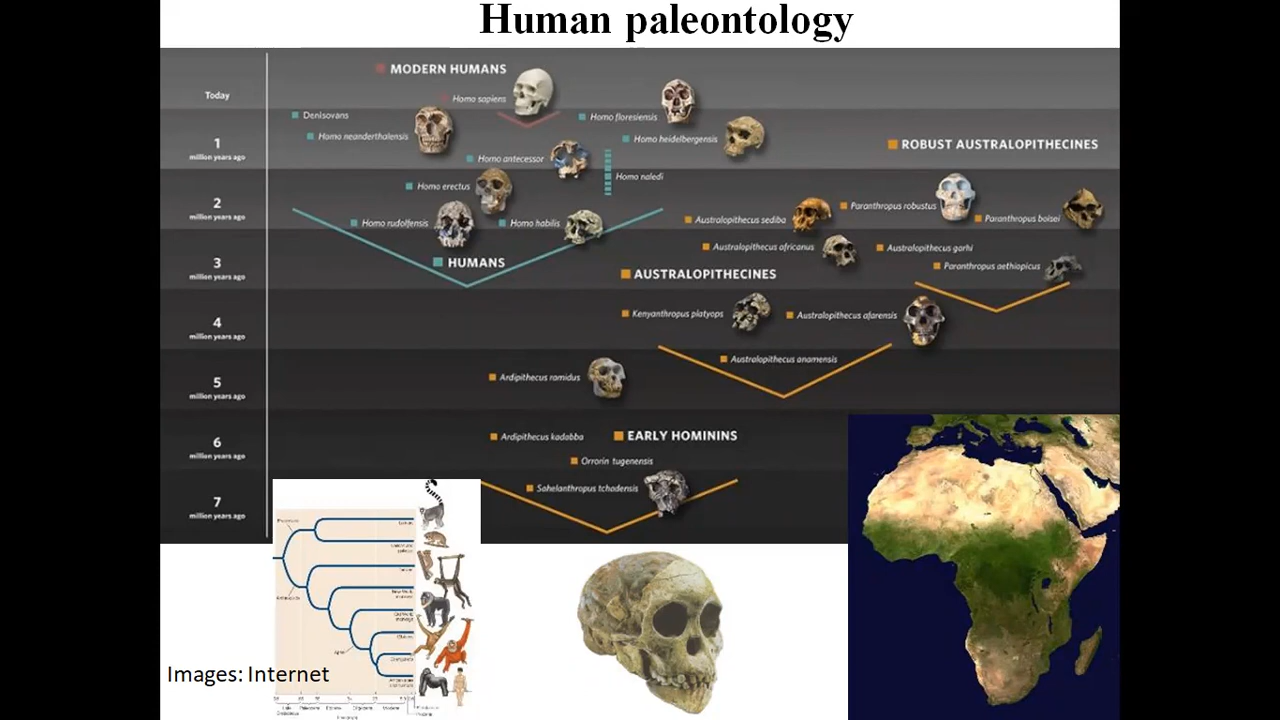 Human paleontology
MODERN HUMANS
Today
Homo sapiens
Denisovans
Homo floresiensis
Homo neanderthalensis
Homo heidelbergensis
1
million years ago
ROBUST AUSTRALOPITHECINES
Homo antecessor
Homo naledi
Homo erectus
2
million years ago
Paranthropus robustus
Homo rudolfensis
Homo habilis
Australopithecus sediba
Paranthropus boisei
Australopithecus africanus
Australopithecus garhi
3
million years ago
HUMANS
Paranthropus aethiopicus
AUSTRALOPITHECINES
4
million years ago
Kenyanthropus platyops
Australopithecus afarensis
Australopithecus anamensis
5
million years ago
Ardipithecus ramidus
6
million years ago
Ardipithecus kadabba
EARLY HOMININS
Orrorin tugenensis
7
million years ago
Sahelanthropus tchadensis
Images: Internet